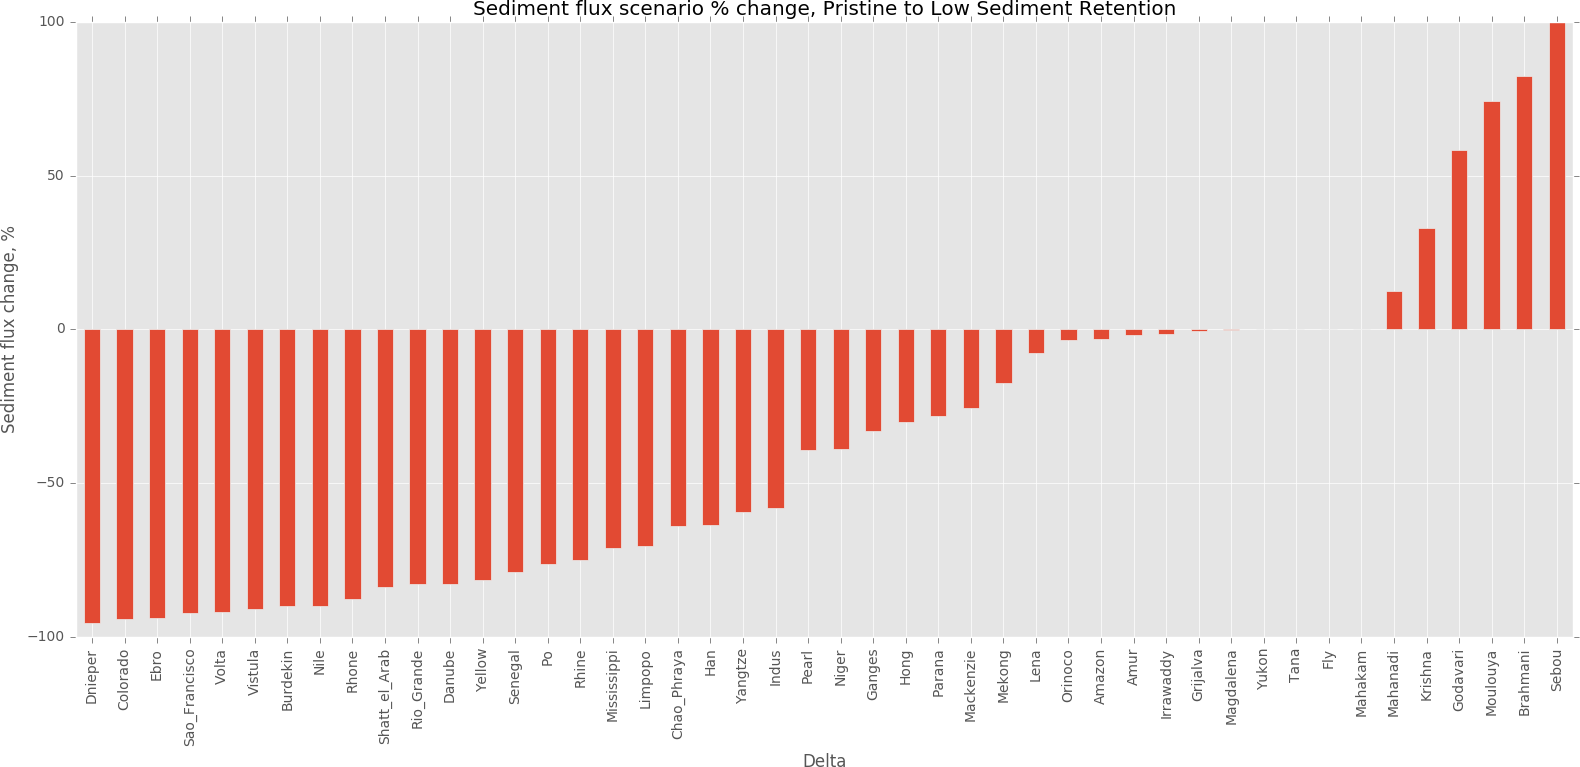 Sediment flux scenario % change, Pristine to Low Sediment Retention
100
50
0
−50
−100
Sediment flux change, %
Dnieper
Colorado
Ebro
Sao_Francisco
Volta
Vistula
Burdekin
Nile
Rhone
Shatt_el_Arab
Rio_Grande
Danube
Yellow
Senegal
Po
Rhine
Mississippi
Limpopo
Chao_Phraya
Han
Yangtze
Indus
Pearl
Niger
Ganges
Hong
Parana
Mackenzie
Mekong
Lena
Orinoco
Amazon
Amur
Irrawaddy
Grijalva
Magdalena
Yukon
Tana
Fly
Mahakam
Mahanadi
Krishna
Godavari
Moulouya
Brahmani
Sebou
Delta